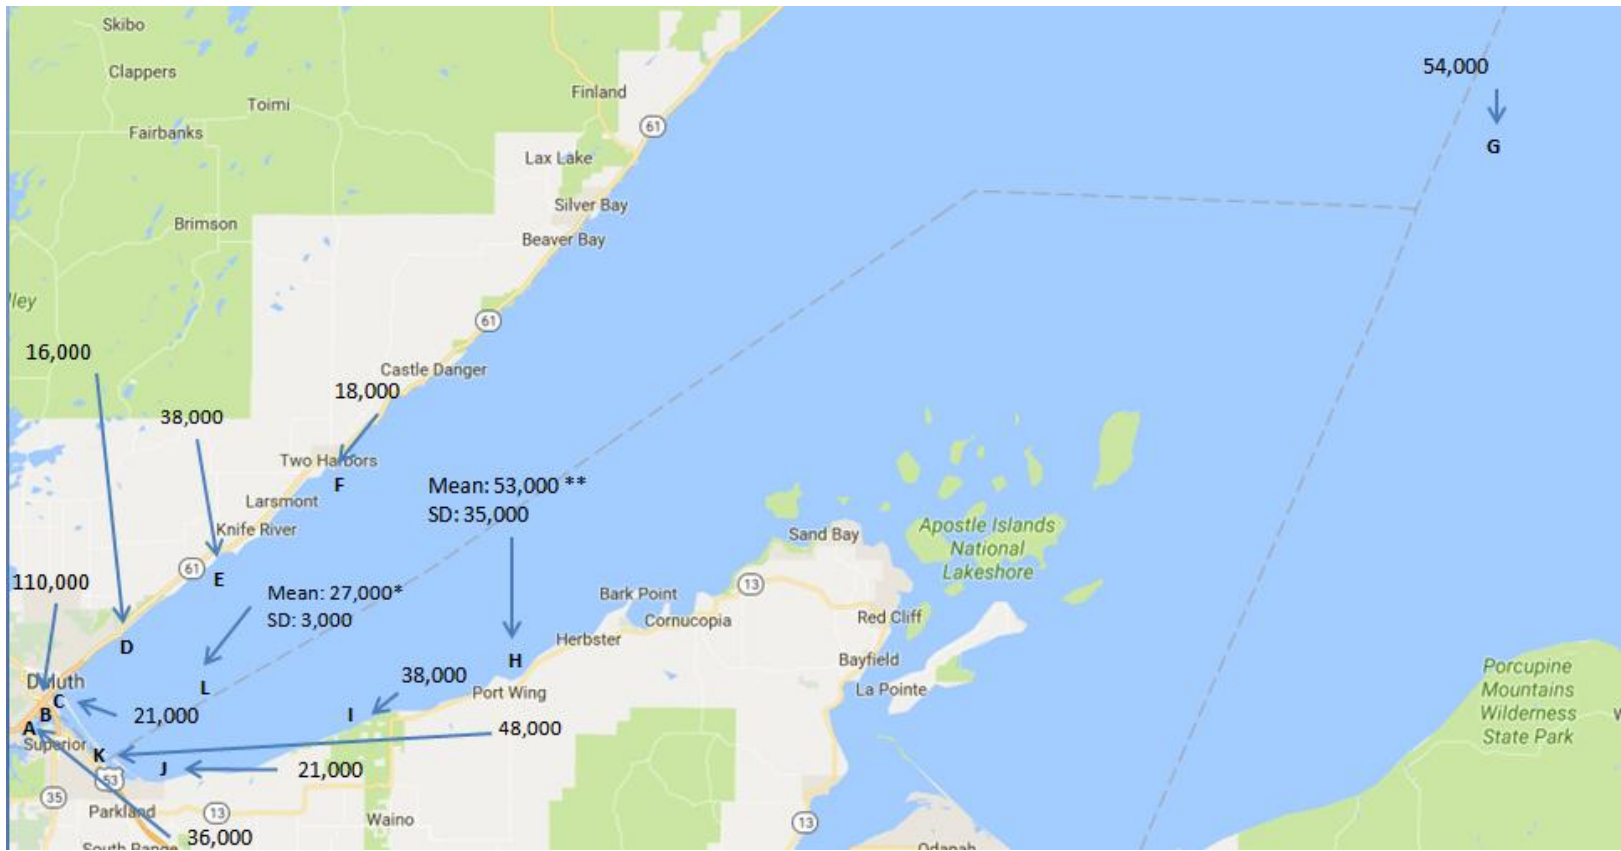 Skibo
Clappers
Toimi
Fairbanks
Brimson
lley
Finland
61
Lax Lake
Silver Bay
Beaver Bay
61
Castle Danger
54,000
G
16,000
38,000
18,000
Two Harbors
F
Larsmont
Knife River
61
E
Mean: 53,000 **
SD: 35,000
110,000
Mean: 27,000*
SD: 3,000
D
L
H
Sand Bay
Apostle Islands
National
Lakeshore
Bark Point
13
Cornucopia
Herbster
Red Cliff
Bayfield
La Pointe
Port Wing
38,000
I
Duluth
C
B
A
21,000
Superior
K
48,000
J
21,000
53
35
Parkland
13
Waino
13
36,000
South Range
Odanah
Porcupine
Mountains
Wilderness
State Park
W